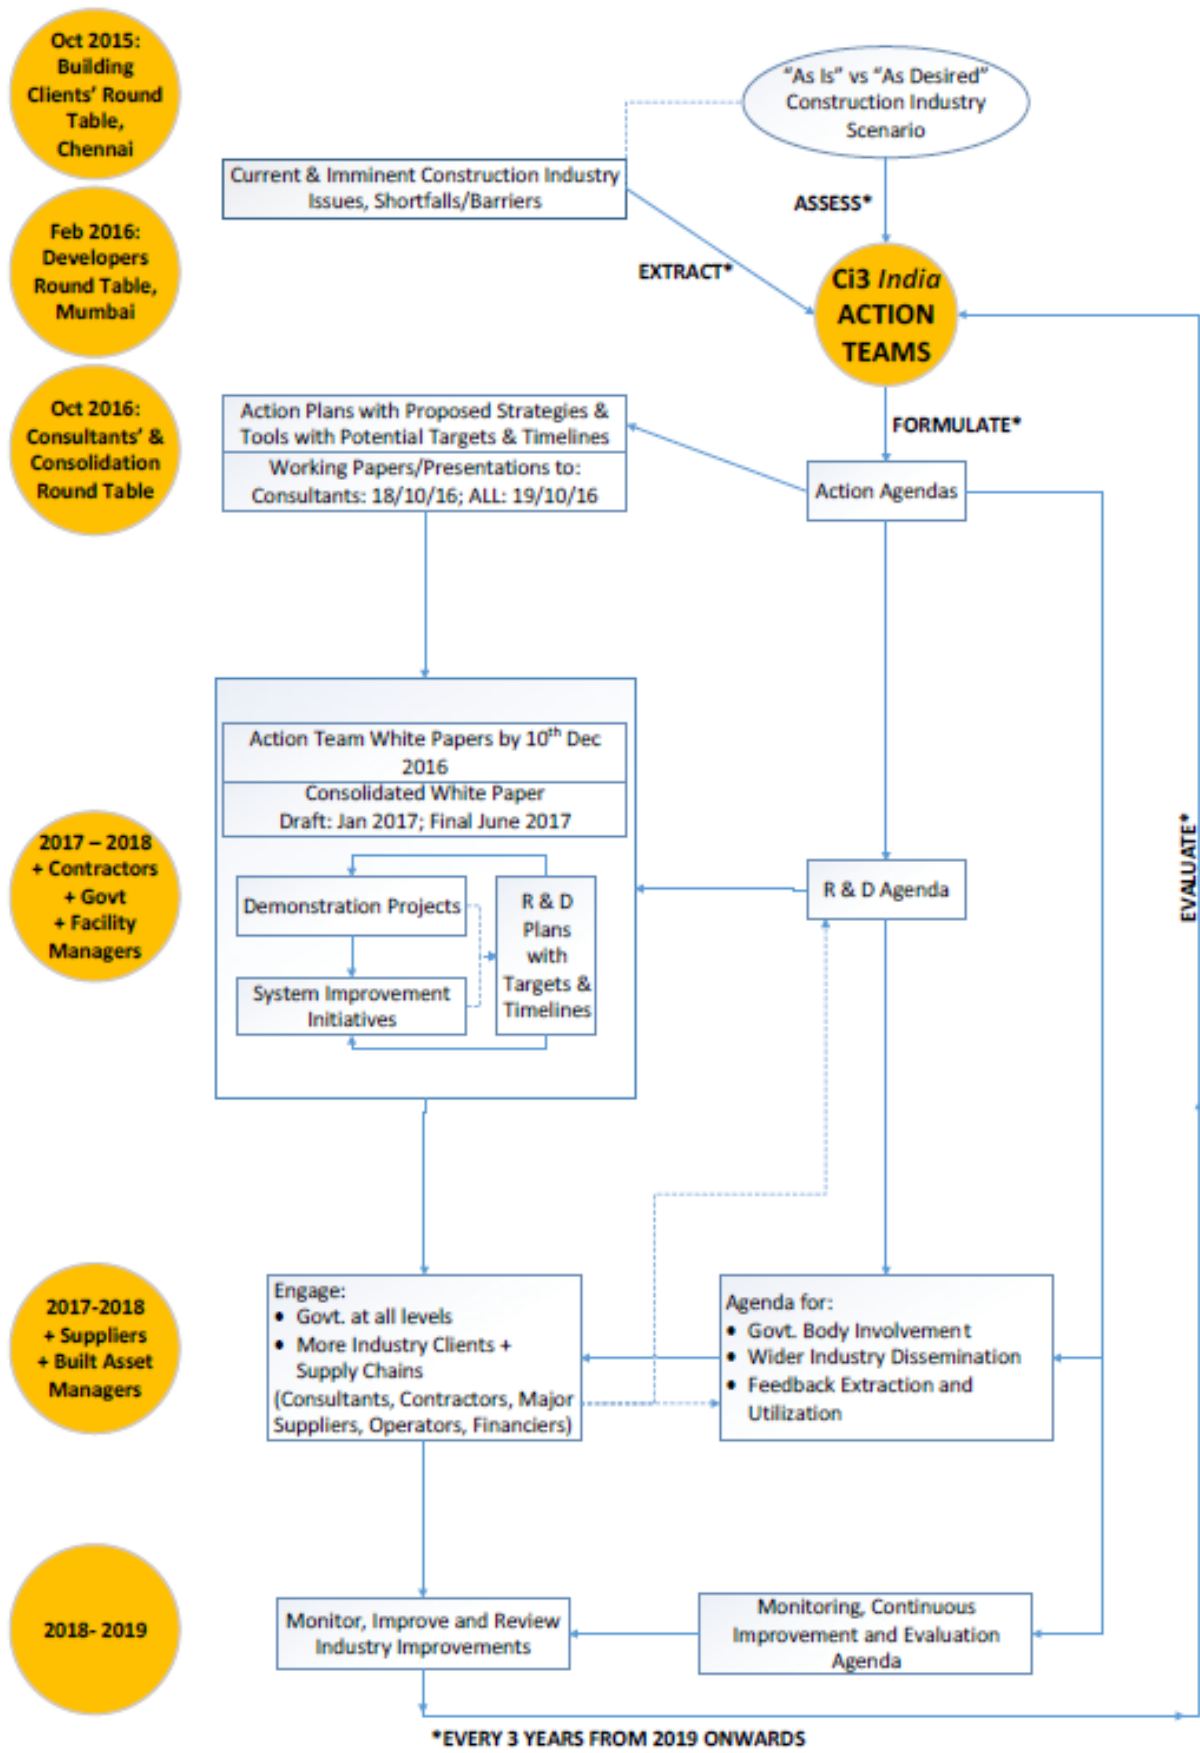 Oct 2015:
Building
Clients' Round
Table,
Chennai
Feb 2016:
Developers
Round Table,
Mumbai
Oct 2016:
Consultants' &
Consolidation
Round Table
2017 – 2018
+ Contractors
+ Govt
+ Facility
Managers
2017-2018
+ Suppliers
+ Built Asset
Managers
2018- 2019
"As Is" vs "As Desired"
Construction Industry
Scenario
Current & Imminent Construction Industry
Issues, Shortfalls/Barriers
ASSESS*
EXTRACT*
Ci3 India
ACTION
TEAMS
FORMULATE*
Action Plans with Proposed Strategies &
Tools with Potential Targets & Timelines
Working Papers/Presentations to:
Consultants: 18/10/16; ALL: 19/10/16
Action Agendas
Action Team White Papers by 10th Dec
2016
Consolidated White Paper
Draft: Jan 2017; Final June 2017
Demonstration Projects
System Improvement
Initiatives
R & D
Plans
with
Targets &
Timelines
R & D Agenda
EVALUATE*
Engage:
• Govt. at all levels
• More Industry Clients +
Supply Chains
(Consultants, Contractors, Major
Suppliers, Operators, Financiers)
Agenda for:
• Govt. Body Involvement
• Wider Industry Dissemination
• Feedback Extraction and
Utilization
Monitor, Improve and Review
Industry Improvements
Monitoring, Continuous
Improvement and Evaluation
Agenda
*EVERY 3 YEARS FROM 2019 ONWARDS